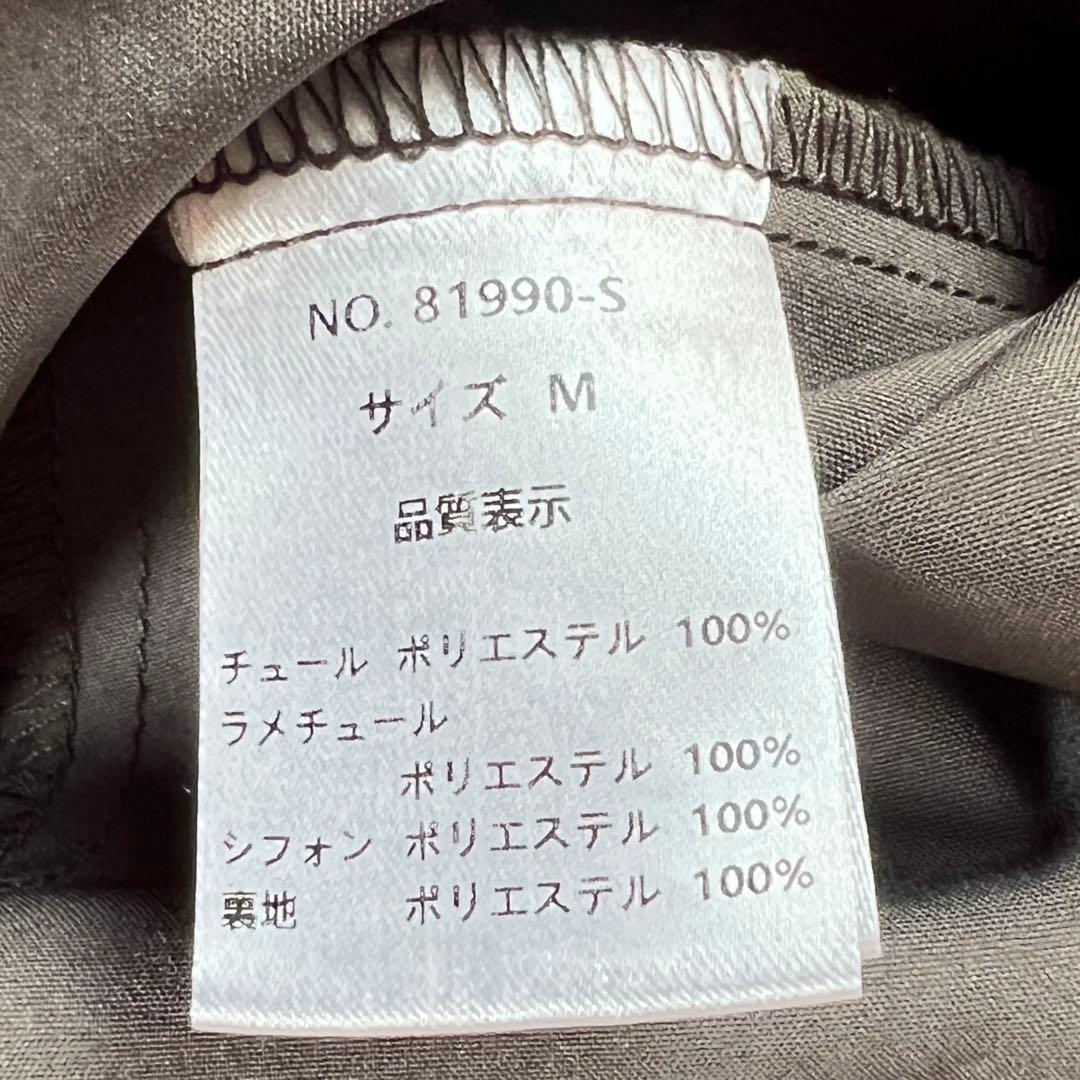 NO. 81990-S
サイズ M
品質表示
チュール ポリエステル 100%
ラメチュール
ポリエステル 100%
シフォン ポリエステル 100%
裏地 ポリエステル 100%